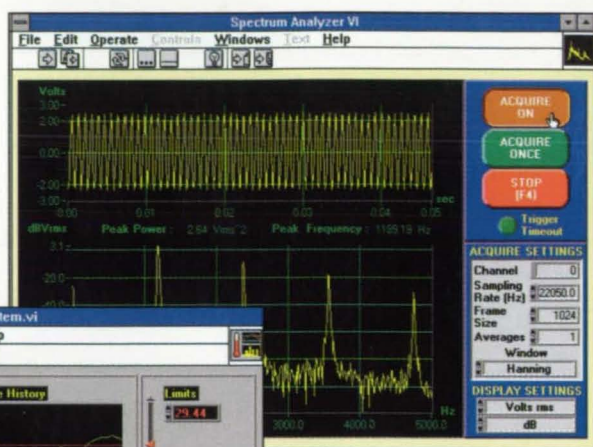 Spectrum Analyzer VI
File Edit Operate Controls Windows Text Help
Volts
3.00
2.00
0.00
-2.00
-3.00
0.00 0.01 0.02 0.03 0.04 0.05
sec
dBVrms Peak Power: 2.64 Vrms^2 Peak Frequency: 1195.19 Hz
3.1
-20.0
3000.0 4000.0 5000.0
Hz
ACQUIRE
ON
ACQUIRE
ONCE
STOP
(F4)
Trigger
Timeout
ACQUIRE SETTINGS
Channel 0
Sampling
Rate (Hz) 22050.0
Frame
Size 1024
Averages 1
Window
Hanning
DISPLAY SETTINGS
Volts rms
dB
tem.vi
e History
Limits
29.44